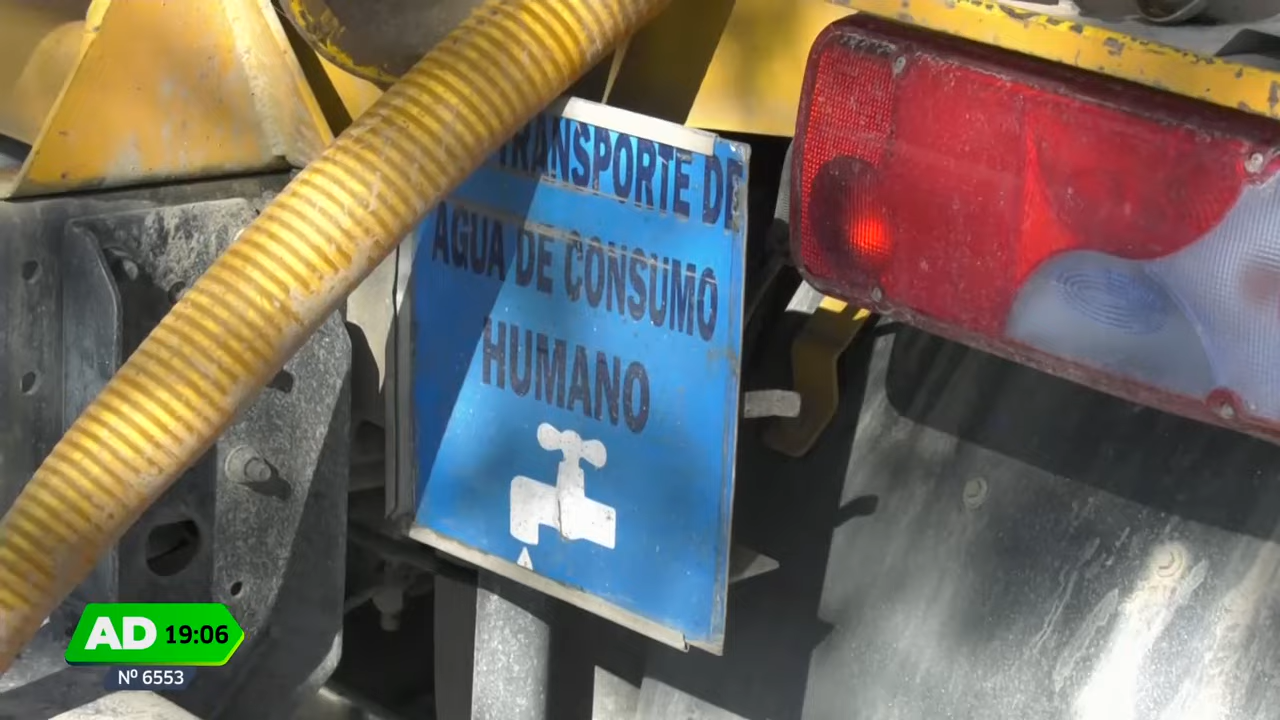 TRANSPORTE DE
AGUA DE CONSUMO
HUMANO
AD 19:06
Nº 6553